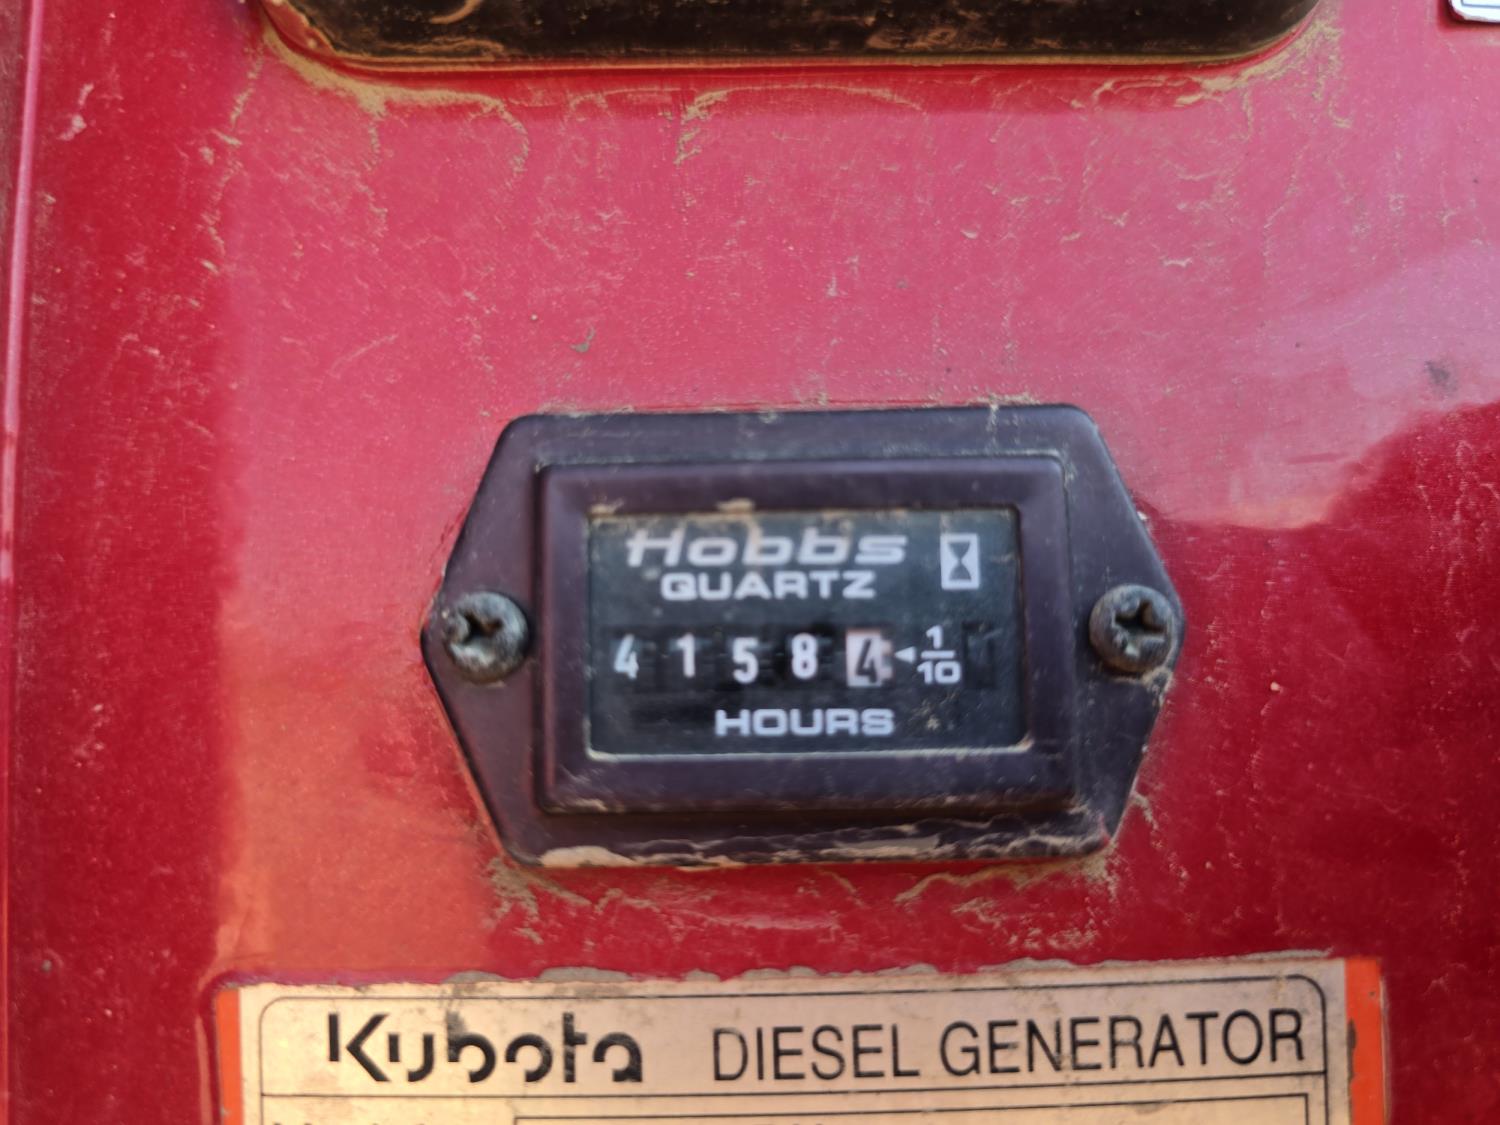 Hobbs
QUARTZ
4 1 5 8 4 ◄ 1/10
HOURS
Kubota DIESEL GENERATOR